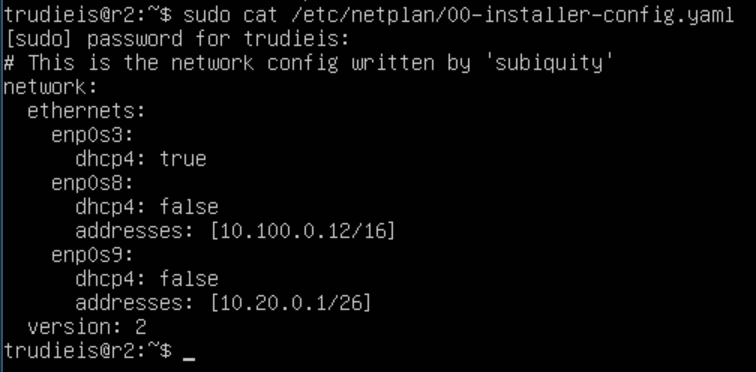 trudieis@r2:~$ sudo cat /etc/netplan/00-installer-config.yaml
[sudo] password for trudieis:
# This is the network config written by 'subiquity'
network:
  ethernets:
    enp0s3:
      dhcp4: true
    enp0s8:
      dhcp4: false
      addresses: [10.100.0.12/16]
    enp0s9:
      dhcp4: false
      addresses: [10.20.0.1/26]
  version: 2
trudieis@r2:~$ _